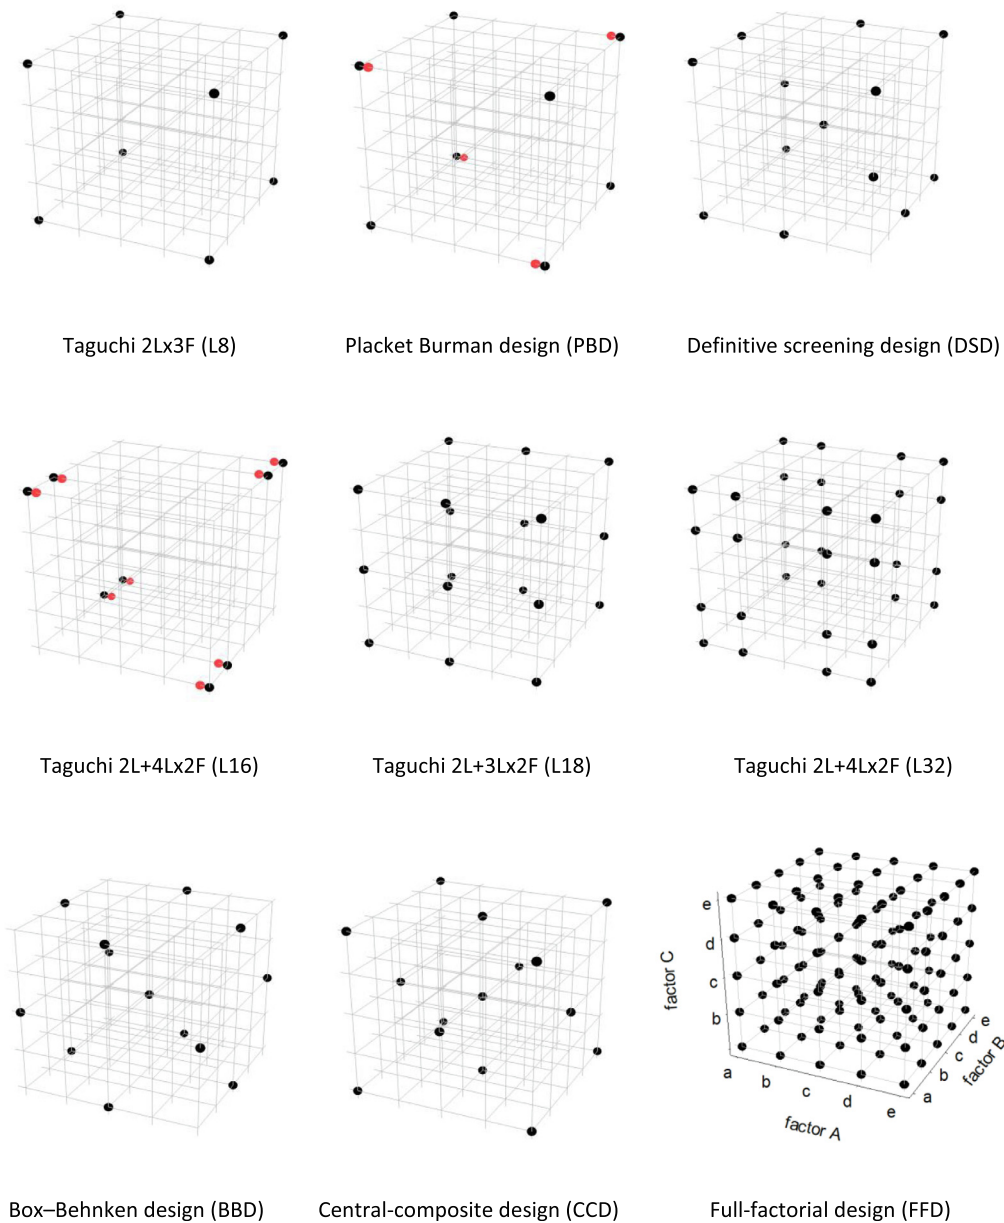 Taguchi 2Lx3F (L8)
Placket Burman design (PBD)
Definitive screening design (DSD)
Taguchi 2L+4Lx2F (L16)
Taguchi 2L+3Lx2F (L18)
Taguchi 2L+4Lx2F (L32)
e
d
c
b
factor C
a
b
c
d
e
factor A
a
b
c
d
e
factor B
Box–Behnken design (BBD)
Central-composite design (CCD)
Full-factorial design (FFD)